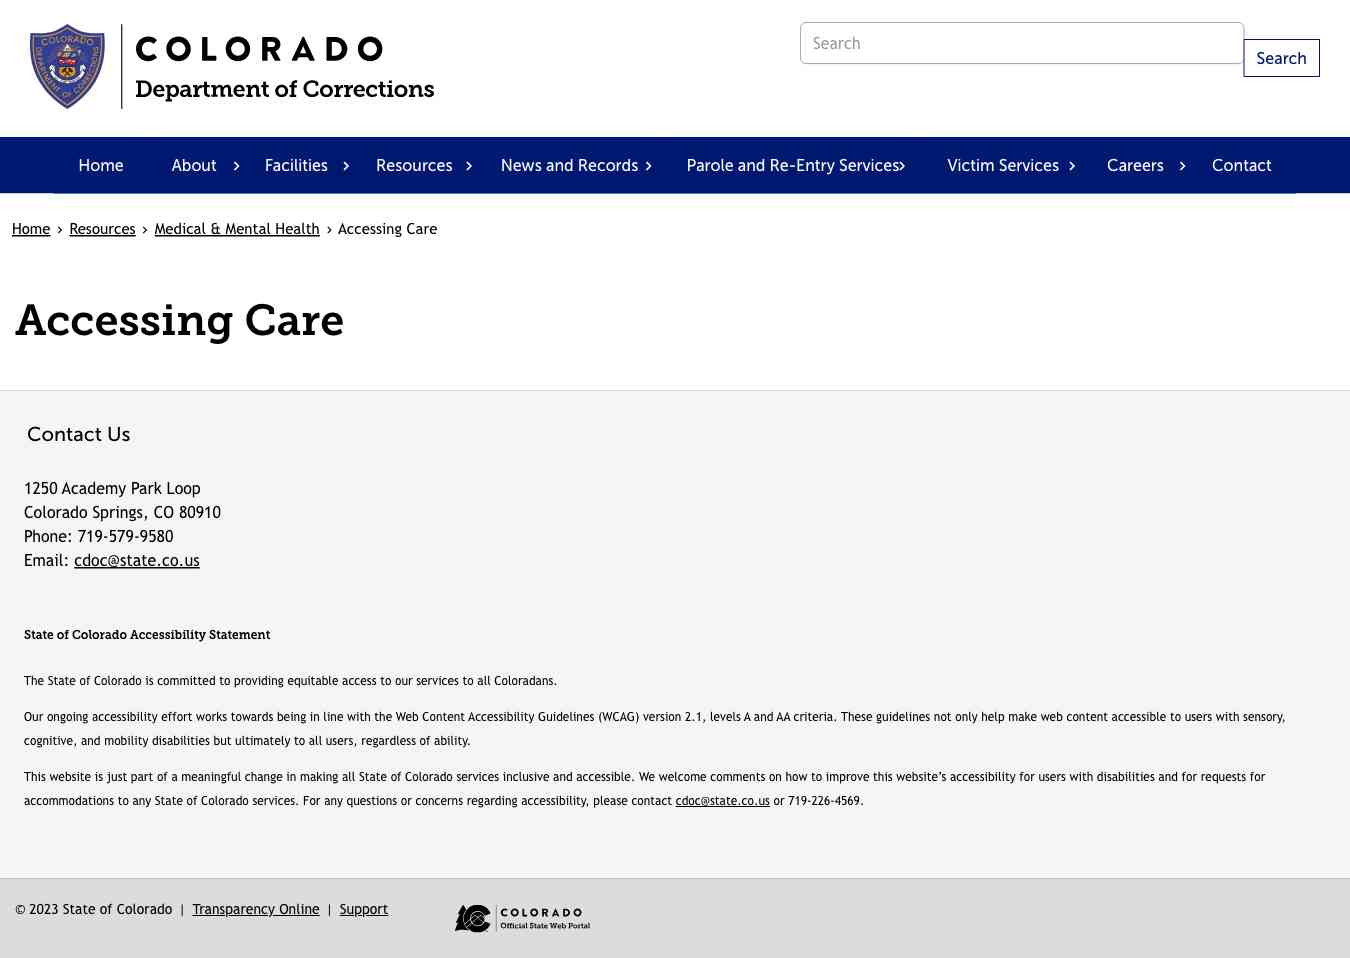 COLORADO
Department of Corrections
Search
Search
Home About Facilities Resources News and Records Parole and Re-Entry Services Victim Services Careers Contact
Home › Resources › Medical & Mental Health › Accessing Care
Accessing Care
Contact Us
1250 Academy Park Loop
Colorado Springs, CO 80910
Phone: 719-579-9580
Email: cdoc@state.co.us
State of Colorado Accessibility Statement
The State of Colorado is committed to providing equitable access to our services to all Coloradans.
Our ongoing accessibility effort works towards being in line with the Web Content Accessibility Guidelines (WCAG) version 2.1, levels A and AA criteria. These guidelines not only help make web content accessible to users with sensory,
cognitive, and mobility disabilities but ultimately to all users, regardless of ability.
This website is just part of a meaningful change in making all State of Colorado services inclusive and accessible. We welcome comments on how to improve this website’s accessibility for users with disabilities and for requests for
accommodations to any State of Colorado services. For any questions or concerns regarding accessibility, please contact cdoc@state.co.us or 719-226-4569.
© 2023 State of Colorado | Transparency Online | Support
COLORADO
Official State Web Portal